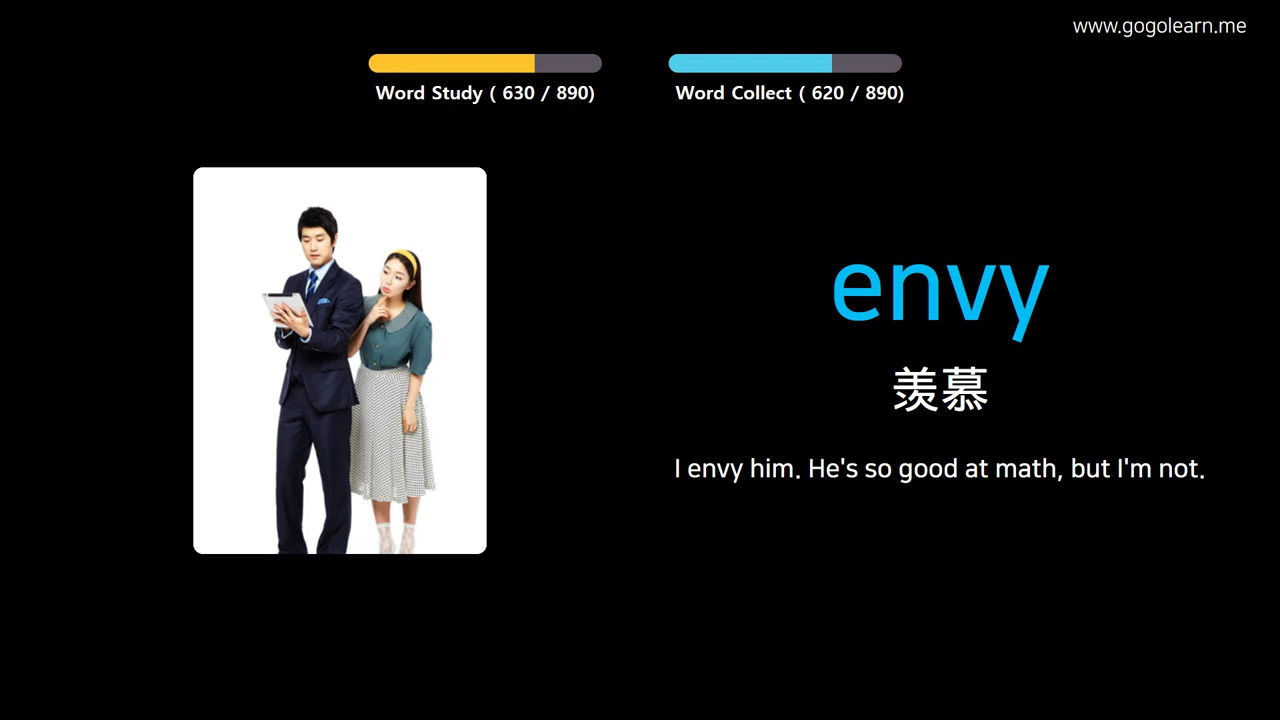 www.gogolearn.me
Word Study ( 630 / 890)
Word Collect ( 620 / 890)
envy
羨慕
I envy him. He's so good at math, but I'm not.